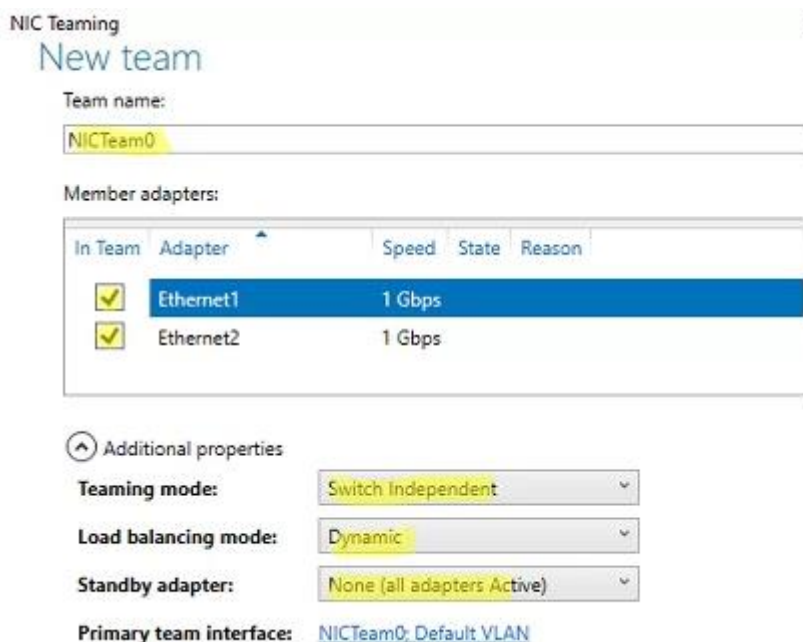 NIC Teaming
New team
Team name:
NICTeam0
Member adapters:
In Team Adapter Speed State Reason
Ethernet1 1 Gbps
Ethernet2 1 Gbps
Additional properties
Teaming mode: Switch Independent
Load balancing mode: Dynamic
Standby adapter: None (all adapters Active)
Primary team interface: NICTeam0; Default VLAN